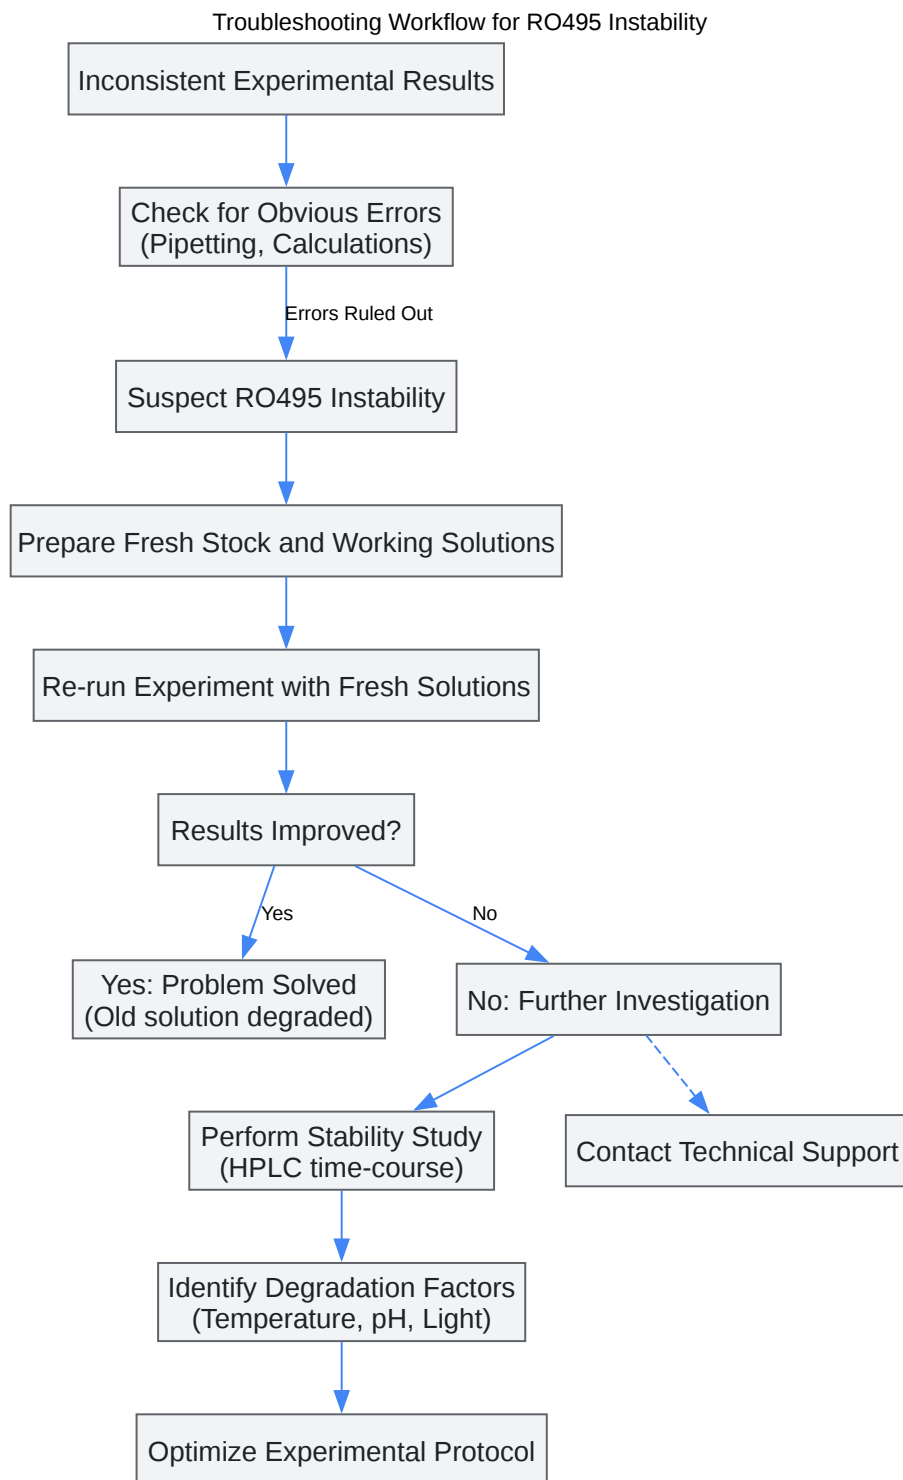 Troubleshooting Workflow for RO495 Instability
Inconsistent Experimental Results
Check for Obvious Errors
(Pipetting, Calculations)
Errors Ruled Out
Suspect RO495 Instability
Prepare Fresh Stock and Working Solutions
Re-run Experiment with Fresh Solutions
Results Improved?
Yes
No
Yes: Problem Solved
(Old solution degraded)
No: Further Investigation
Perform Stability Study
(HPLC time-course)
Contact Technical Support
Identify Degradation Factors
(Temperature, pH, Light)
Optimize Experimental Protocol